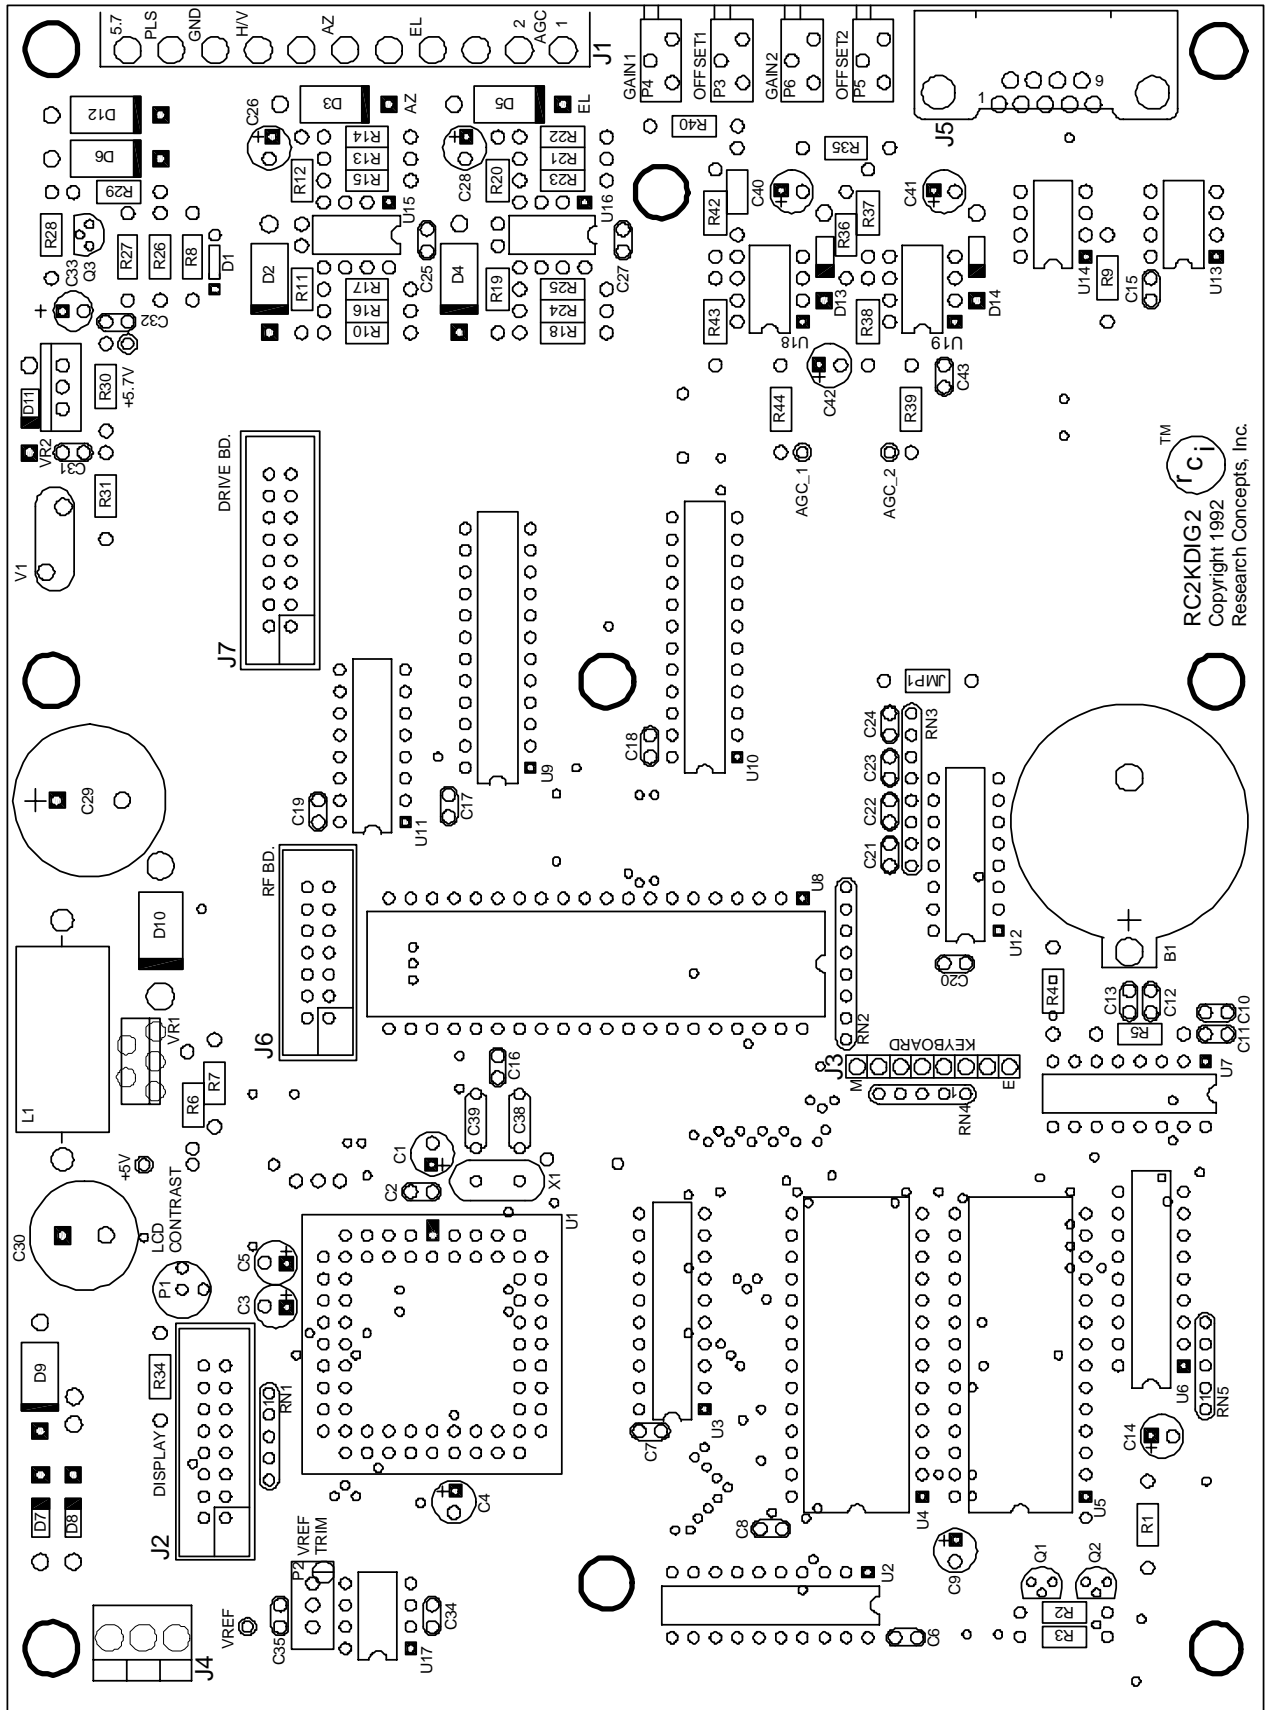 5.7
PLS
GND
H/V
AZ
EL
2
AGC
1
J1
GAIN1
P4
OFFSET1
P3
GAIN2
P6
OFFSET2
P5
1
6
J5
D12
D6
R29
R28
Q3
C33
R27
R26
R8
D1
C32
C26
D3
AZ
R14
R13
R15
R12
U15
C25
D2
R11
R17
R16
R10
C28
D5
EL
R22
R21
R23
R20
U16
C27
D4
R19
R25
R24
R18
R40
R35
R42
C40
R37
R36
C41
R43
D13
U18
R38
D14
U19
U14
R9
C15
U13
D11
VR2
R30
+5.7V
C31
R31
V1
DRIVE BD.
J7
C42
C43
R44
R39
AGC_1
AGC_2
TM
rci
RC2KDIG2
Copyright 1992
Research Concepts, Inc.
C29
C19
U11
C17
U9
C18
U10
JMP1
C24
C23
C22
C21
RN3
U12
C20
B1
L1
D10
VR1
R6
R7
RF BD.
J6
U8
RN2
J3
KEYBOARD
M
E
1
RN4
R4
C13
C12
R5
C10
C11
U7
+5V
C30
LCD
CONTRAST
P1
C5
C3
C1
C2
C39
C38
C16
X1
U1
D9
D7
D8
R34
DISPLAY
J2
1
RN1
C4
C7
U3
C8
U4
U5
U6
1
RN5
C14
R1
J4
VREF
C35
P2
VREF
TRIM
U17
C34
U2
C6
C9
Q1
Q2
R2
R3